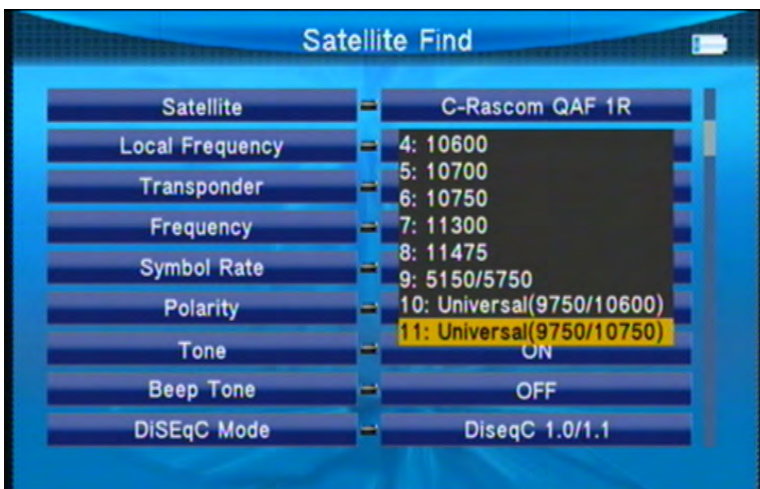 Satellite Find
Satellite C-Rascom QAF 1R
Local Frequency 4: 10600
5: 10700
Transponder 6: 10750
Frequency 7: 11300
8: 11475
Symbol Rate 9: 5150/5750
Polarity 10: Universal(9750/10600)
11: Universal(9750/10750)
Tone ON
Beep Tone OFF
DiSEqC Mode DiseqC 1.0/1.1